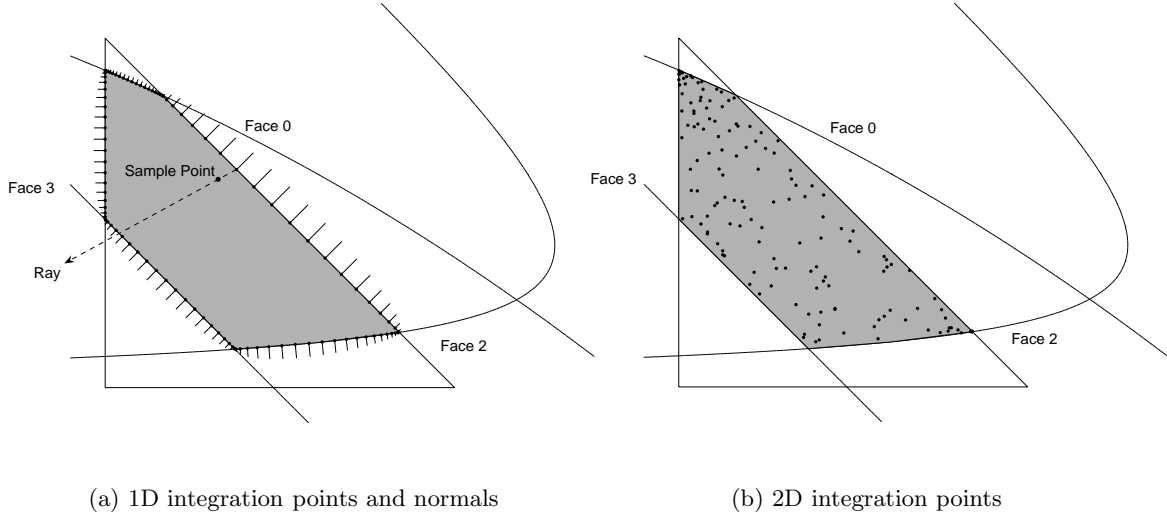 Face 0
Sample Point
Face 3
Ray
Face 2
Face 0
Face 3
Face 2
(a) 1D integration points and normals
(b) 2D integration points